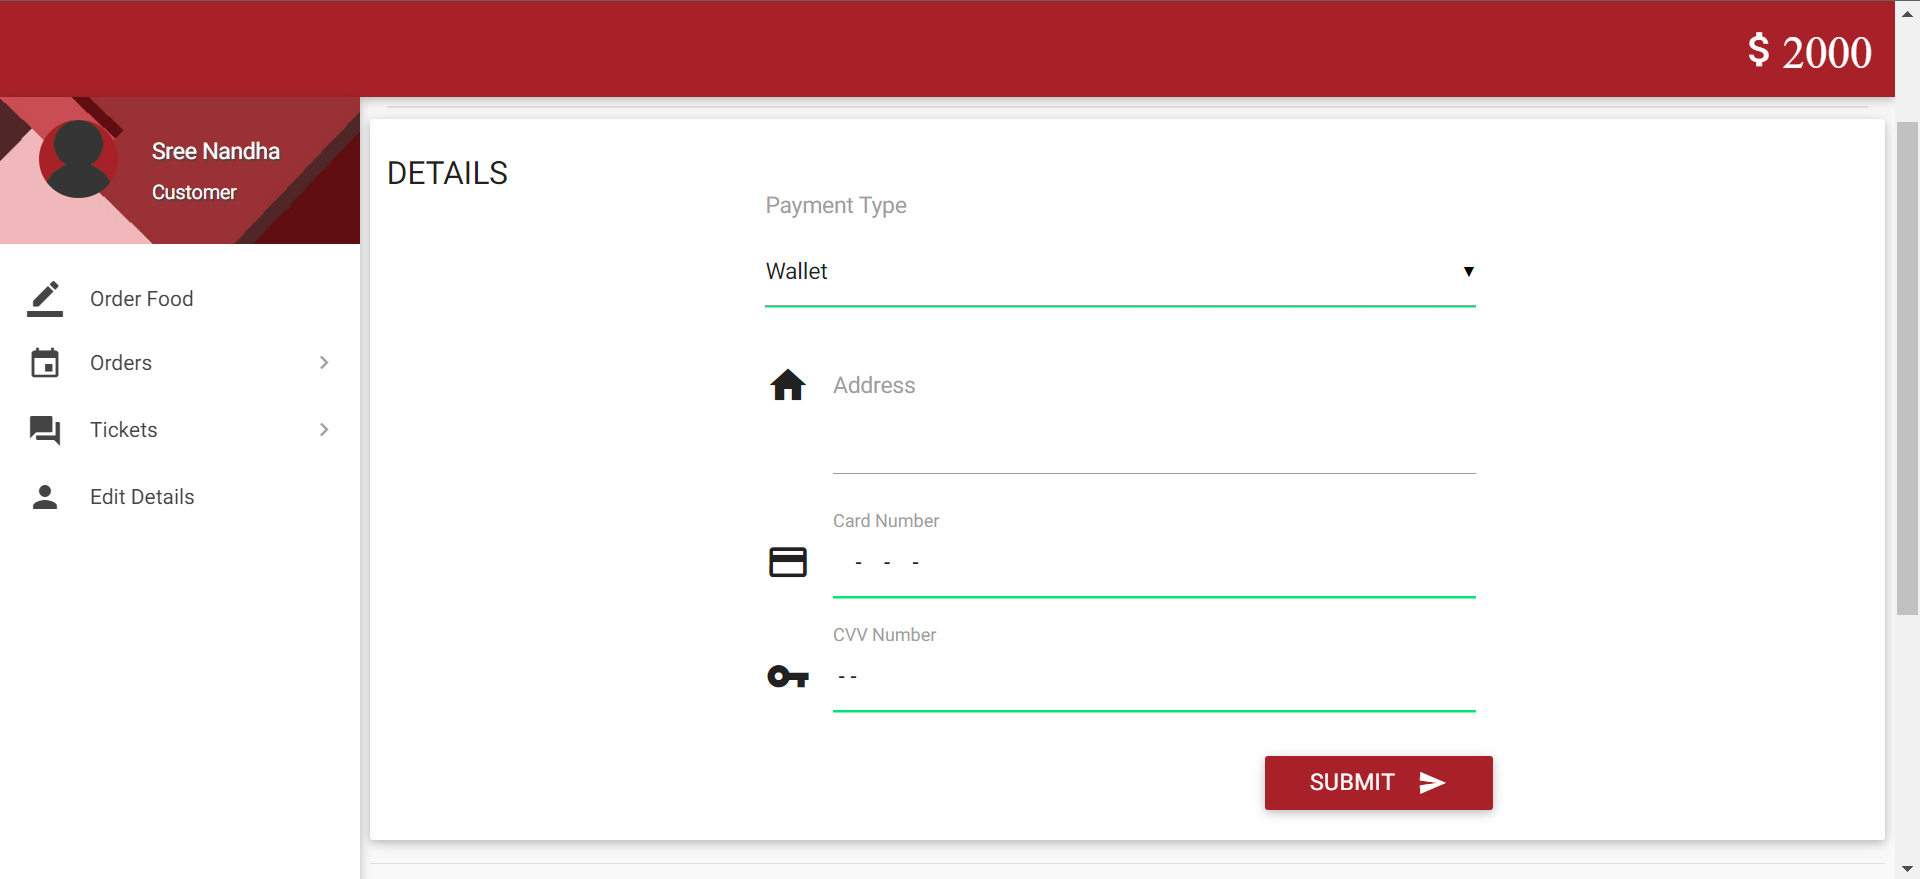 $ 2000
Sree Nandha
Customer
Order Food
Orders
Tickets
Edit Details
DETAILS
Payment Type
Wallet
Address
Card Number
- - -
CVV Number
--
SUBMIT